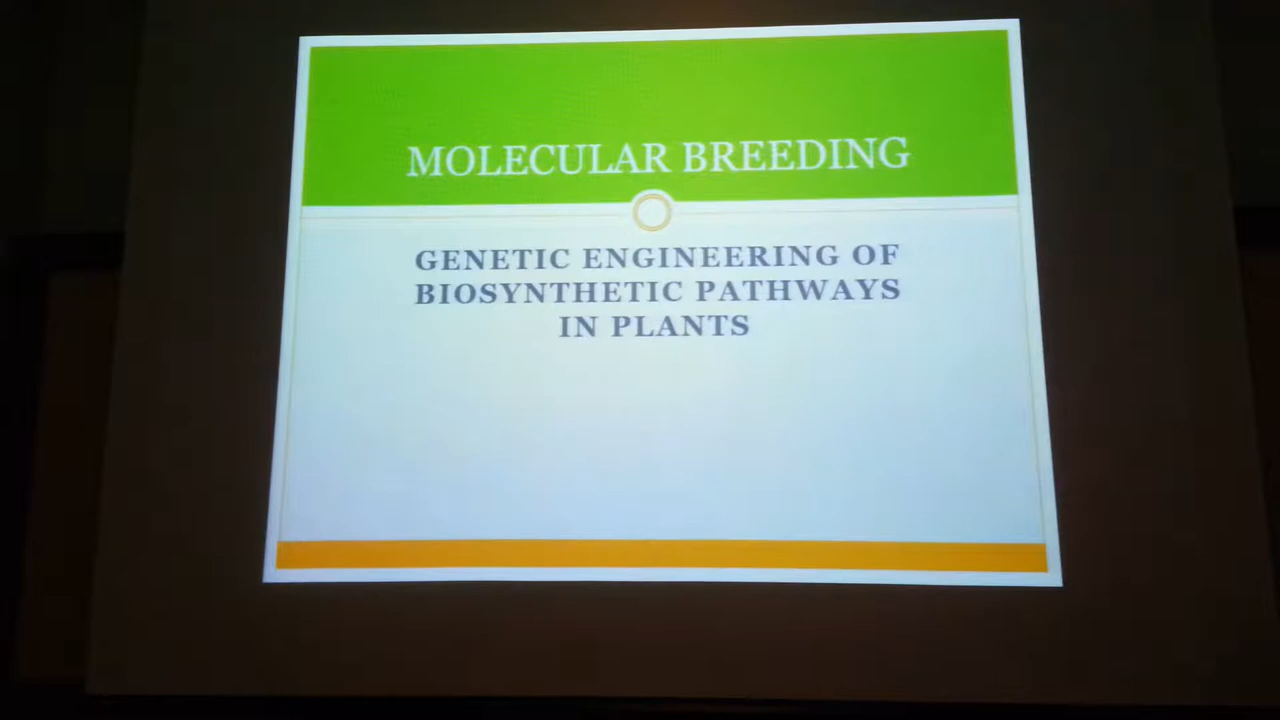 MOLECULAR BREEDING
GENETIC ENGINEERING OF
BIOSYNTHETIC PATHWAYS
IN PLANTS